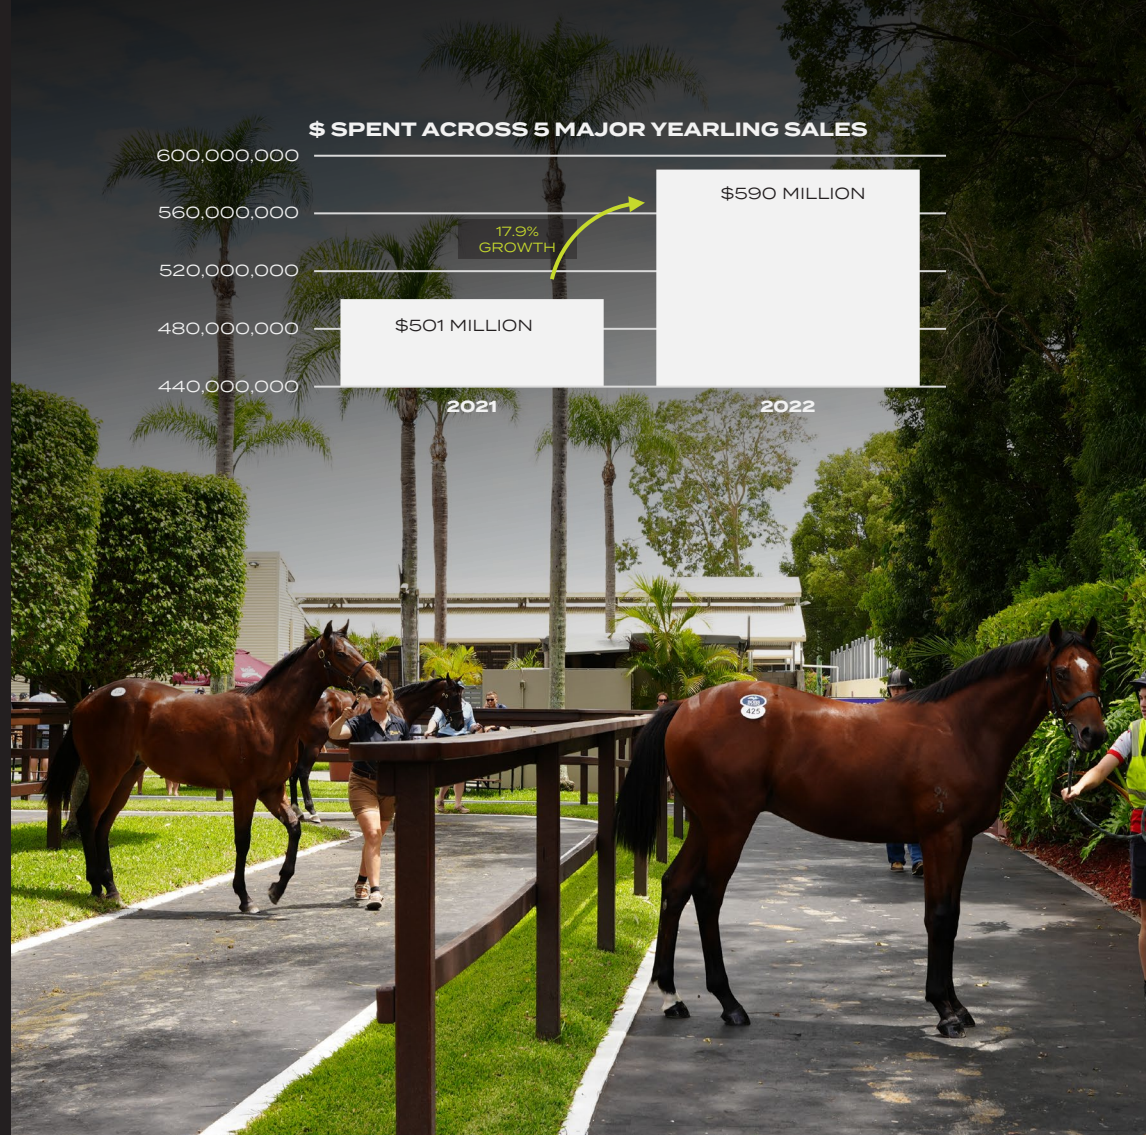 $ SPENT ACROSS 5 MAJOR YEARLING SALES
600,000,000
$590 MILLION
560,000,000
17.9%
GROWTH
520,000,000
480,000,000
$501 MILLION
440,000,000
2021
2022
425